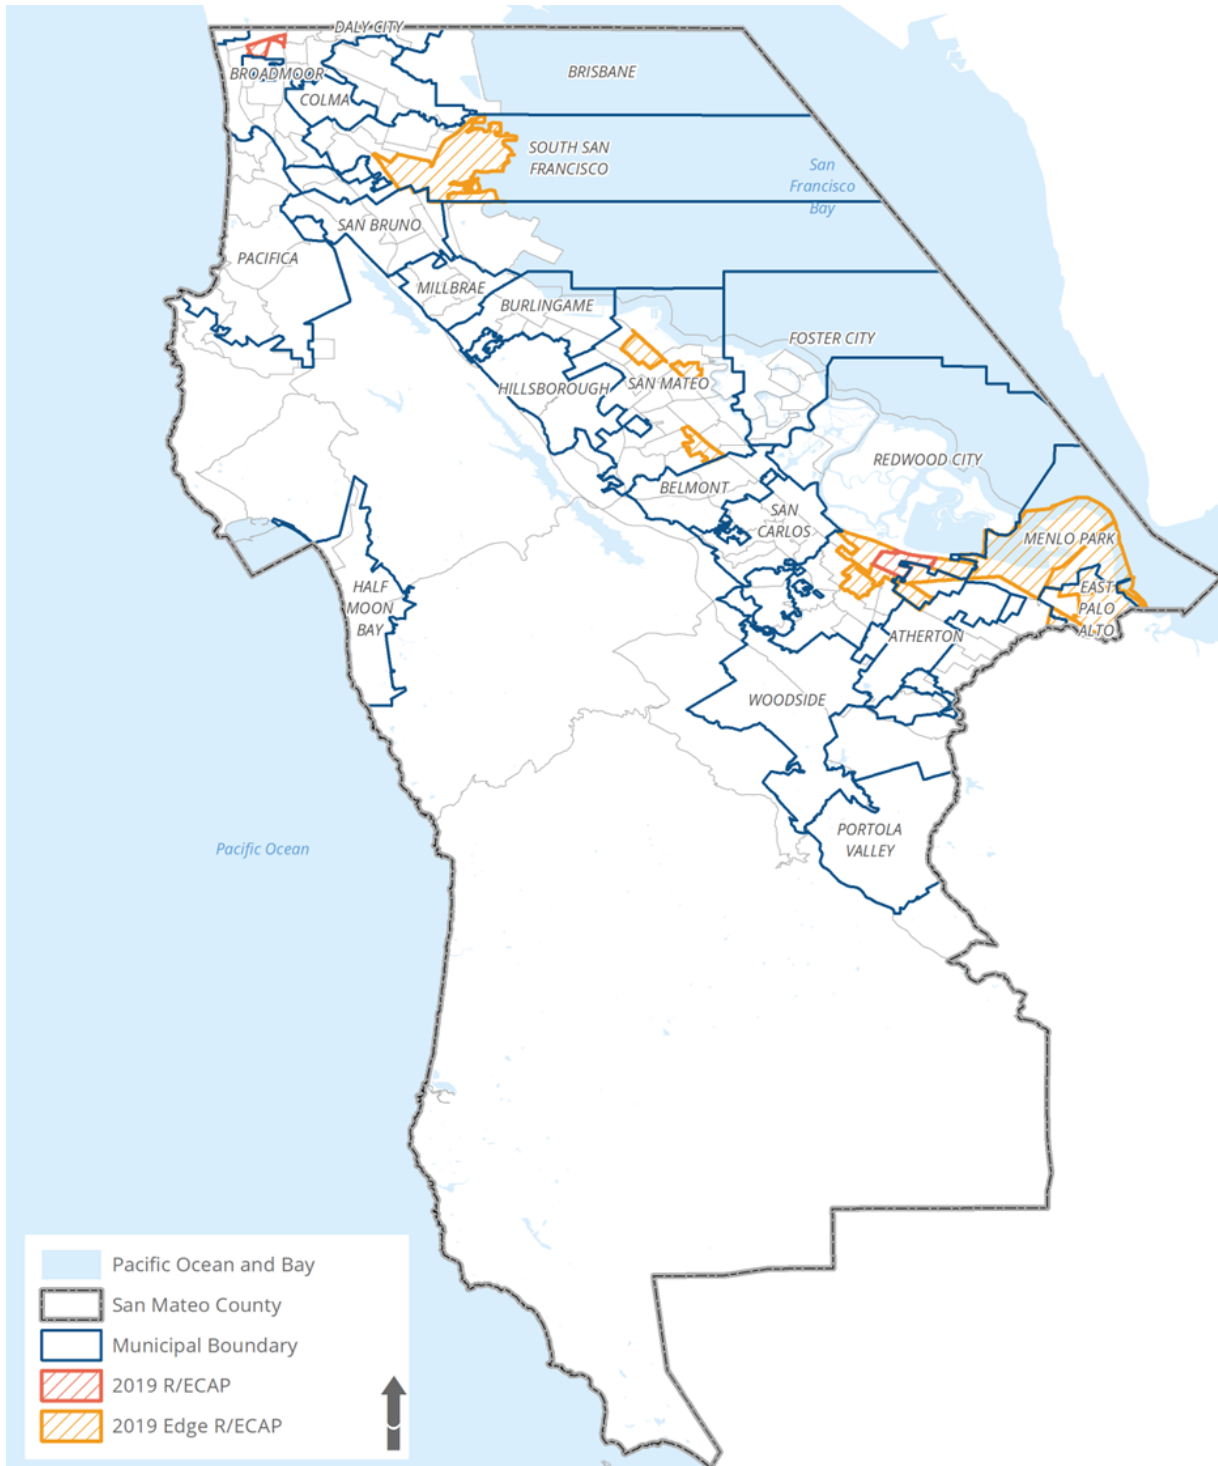 DALY CITY
BROADMOOR
BRISBANE
COLMA
SOUTH SAN
FRANCISCO
San
Francisco
Bay
SAN BRUNO
PACIFICA
MILLBRAE
BURLINGAME
FOSTER CITY
HILLSBOROUGH
SAN MATEO
REDWOOD CITY
BELMONT
SAN
CARLOS
MENLO PARK
HALF
MOON
BAY
EAST
PALO
ALTO
ATHERTON
WOODSIDE
PORTOLA
VALLEY
Pacific Ocean
Pacific Ocean and Bay
San Mateo County
Municipal Boundary
2019 R/ECAP
2019 Edge R/ECAP